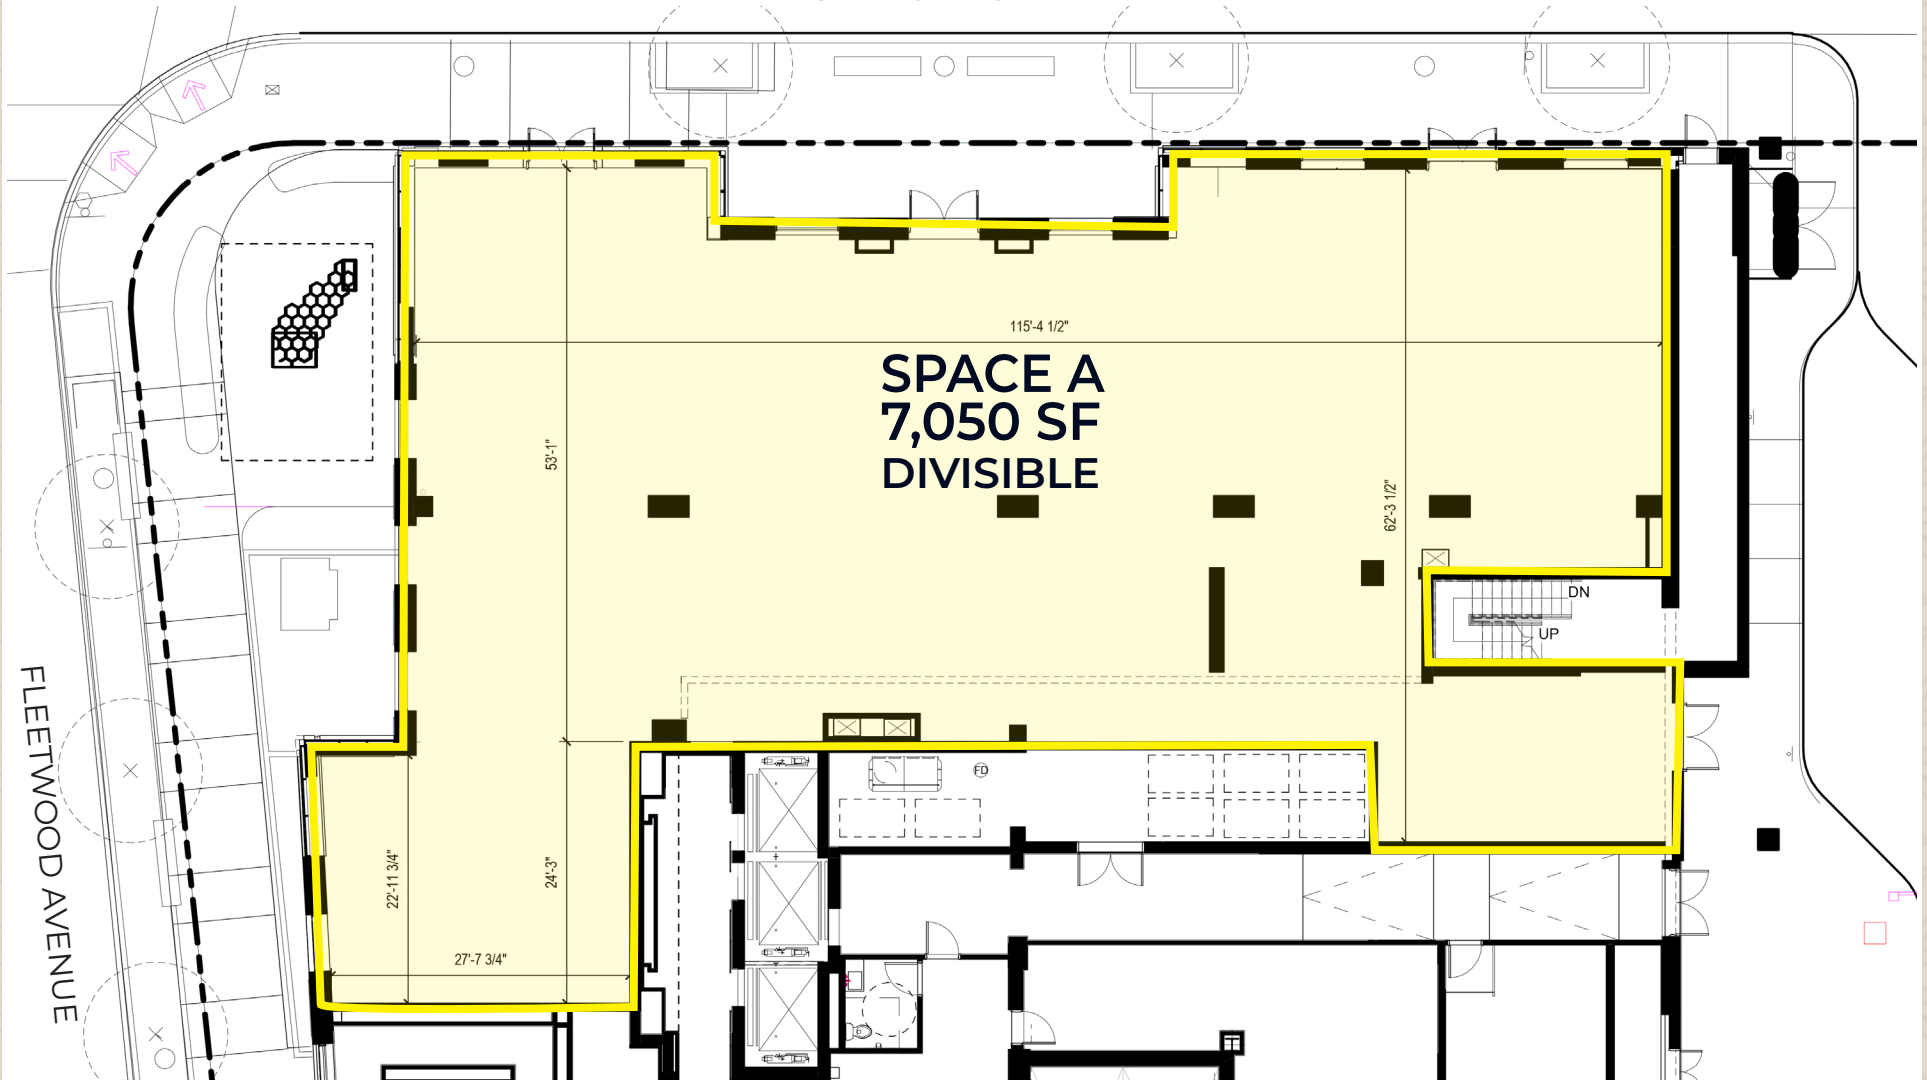 115'-4 1/2"
SPACE A
7,050 SF
DIVISIBLE
53'-1"
62'-3 1/2"
DN
UP
FLEETWOOD AVENUE
FD
22'-11 3/4"
24'-3"
27'-7 3/4"